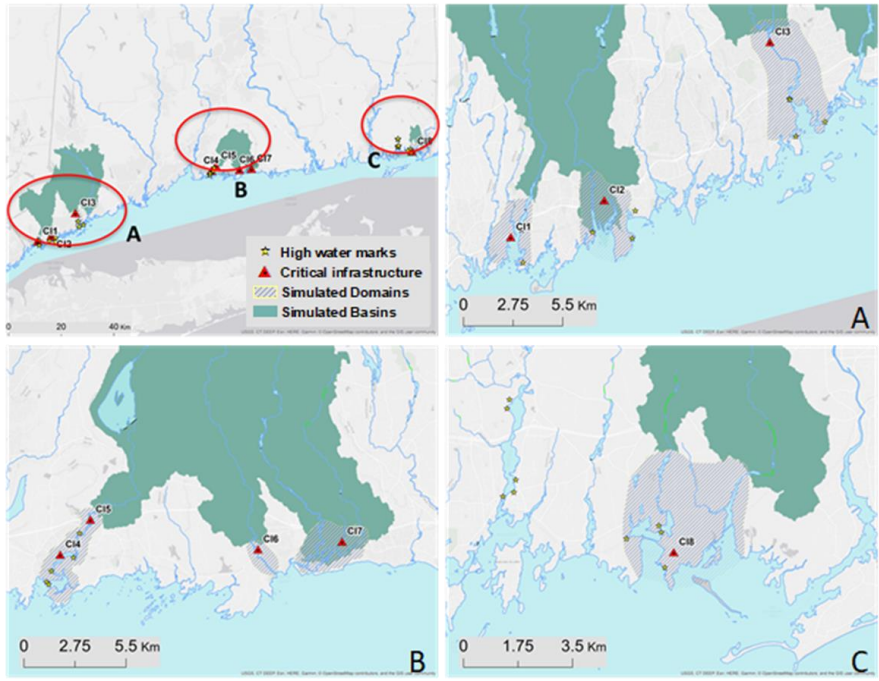 CI3
CI1
CI2
A
CI4
CI5
CI6
CI7
B
C
CI8
High water marks
Critical infrastructure
Simulated Domains
Simulated Basins
0 20 40 Km
CI3
CI2
CI1
0 2.75 5.5 Km
A
CI5
CI4
CI6
CI7
0 2.75 5.5 Km
B
CI8
0 1.75 3.5 Km
C